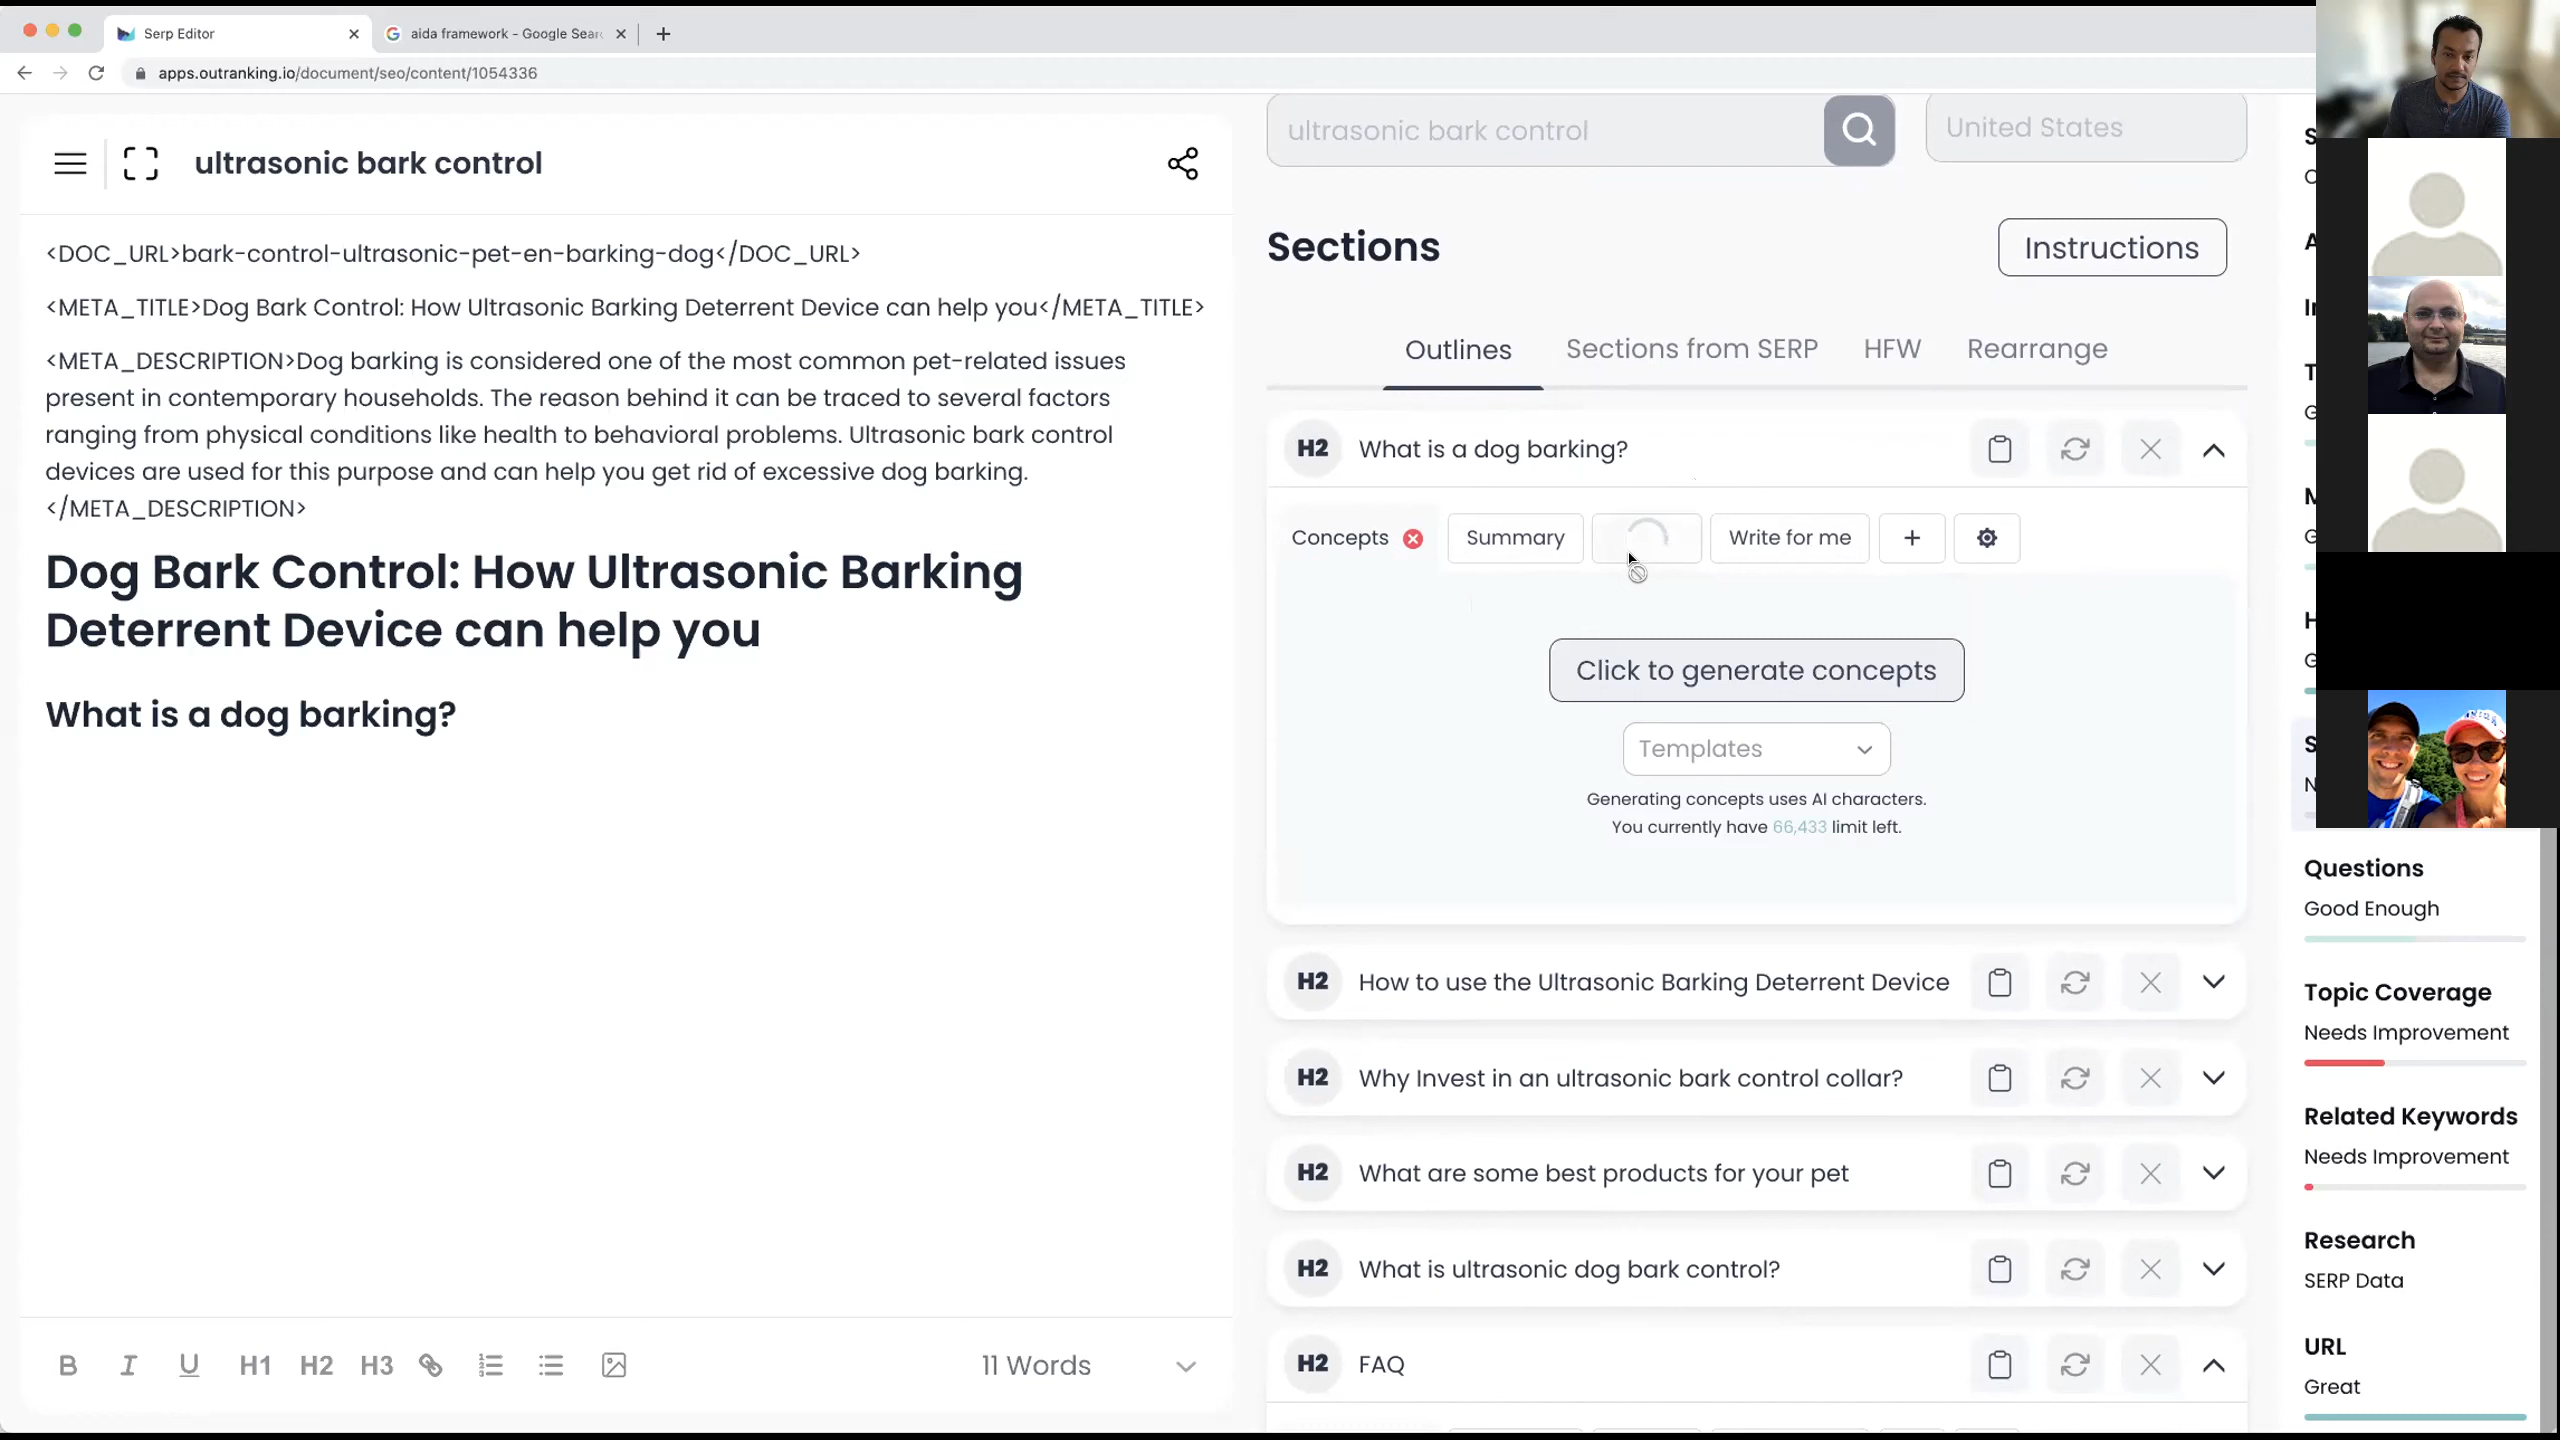 Serp Editor
aida framework - Google Sear
apps.outranking.io/document/seo/content/1054336
ultrasonic bark control
<DOC_URL>bark-control-ultrasonic-pet-en-barking-dog</DOC_URL>
<META_TITLE>Dog Bark Control: How Ultrasonic Barking Deterrent Device can help you</META_TITLE>
<META_DESCRIPTION>Dog barking is considered one of the most common pet-related issues
present in contemporary households. The reason behind it can be traced to several factors
ranging from physical conditions like health to behavioral problems. Ultrasonic bark control
devices are used for this purpose and can help you get rid of excessive dog barking.
</META_DESCRIPTION>
Dog Bark Control: How Ultrasonic Barking
Deterrent Device can help you
What is a dog barking?
B I U H1 H2 H3
11 Words
ultrasonic bark control
United States
Sections
Instructions
Outlines
Sections from SERP
HFW
Rearrange
H2 What is a dog barking?
Concepts
Summary
Write for me
+
Click to generate concepts
Templates
Generating concepts uses AI characters.
You currently have 66,433 limit left.
H2 How to use the Ultrasonic Barking Deterrent Device
H2 Why Invest in an ultrasonic bark control collar?
H2 What are some best products for your pet
H2 What is ultrasonic dog bark control?
H2 FAQ
Questions
Good Enough
Topic Coverage
Needs Improvement
Related Keywords
Needs Improvement
Research
SERP Data
URL
Great